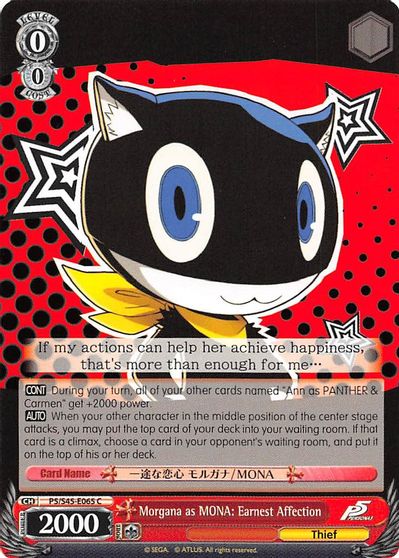 LEVEL
0
0
COST
If my actions can help her achieve happiness,
that's more than enough for me…
CONT During your turn, all of your other cards named "Ann as PANTHER &
Carmen" get +2000 power.
AUTO When your other character in the middle position of the center stage
attacks, you may put the top card of your deck into your waiting room. If that
card is a climax, choose a card in your opponent's waiting room, and put it
on the top of his or her deck.
Card Name 一途な恋心 モルガナ/MONA
CH P5/S45-E065 C
POWER
2000
Morgana as MONA: Earnest Affection
P5
PERSONA5
Thief
© SEGA. © ATLUS. All rights reserved.